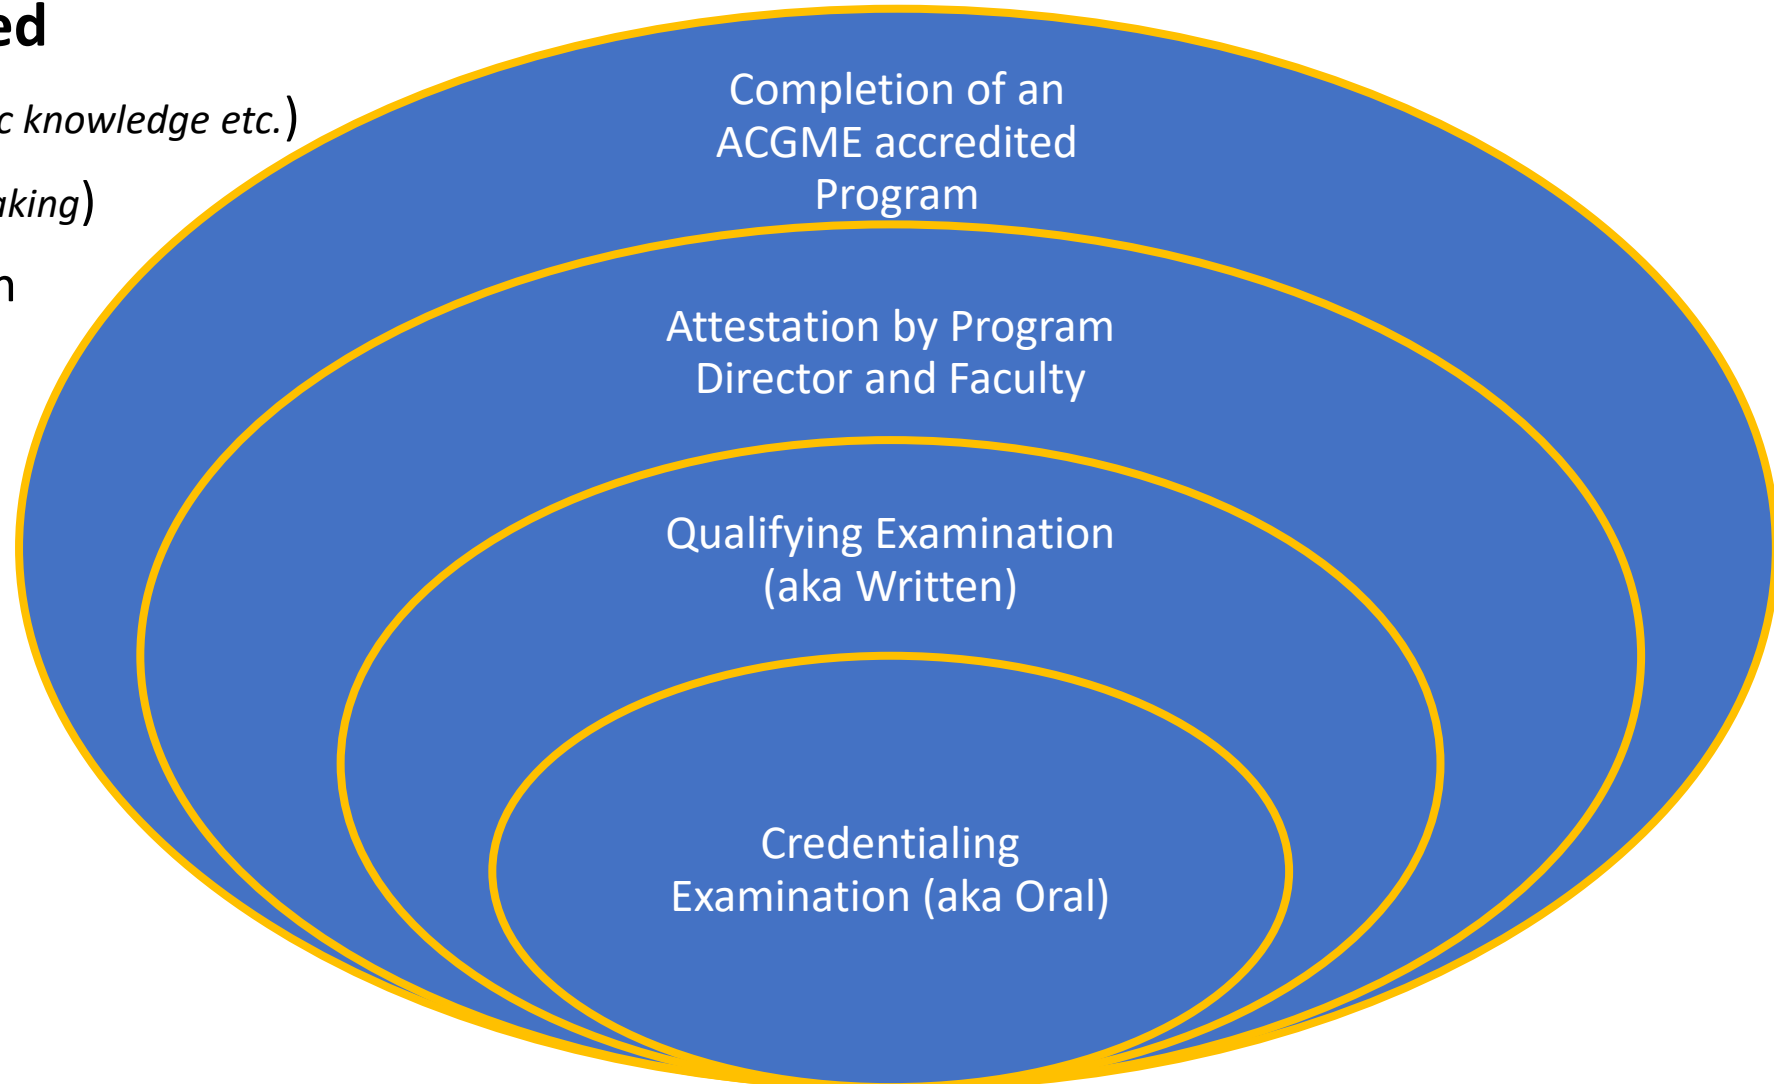 ed
c knowledge etc.)
aking)
n
Completion of an
ACGME accredited
Program
Attestation by Program
Director and Faculty
Qualifying Examination
(aka Written)
Credentialing
Examination (aka Oral)